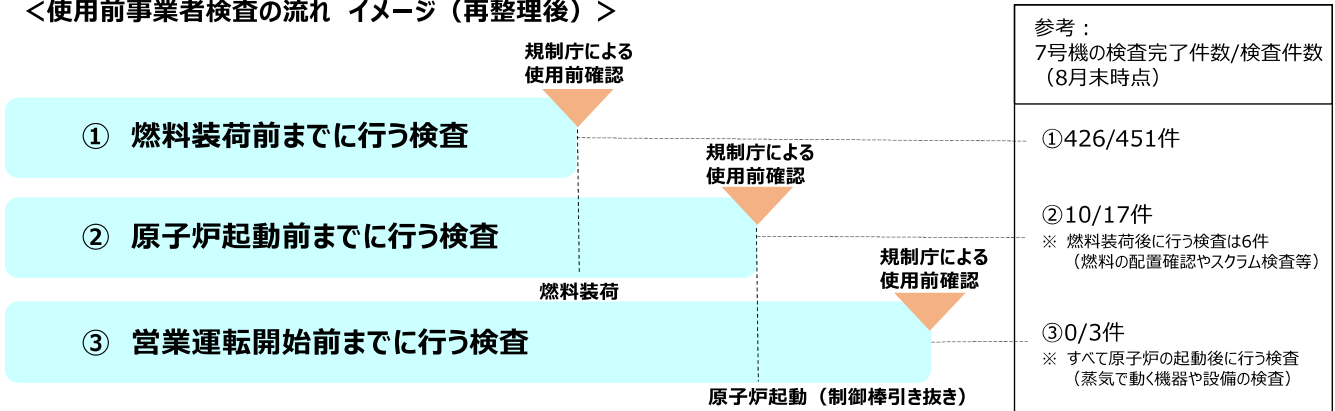 ＜使用前事業者検査の流れ イメージ（再整理後）＞
規制庁による
使用前確認
① 燃料装荷前までに行う検査
規制庁による
使用前確認
② 原子炉起動前までに行う検査
燃料装荷
規制庁による
使用前確認
③ 営業運転開始前までに行う検査
原子炉起動（制御棒引き抜き）
参考：
7号機の検査完了件数/検査件数
（8月末時点）
①426/451件
②10/17件
※ 燃料装荷後に行う検査は6件
（燃料の配置確認やスクラム検査等）
③0/3件
※ すべて原子炉の起動後に行う検査
（蒸気で動く機器や設備の検査）